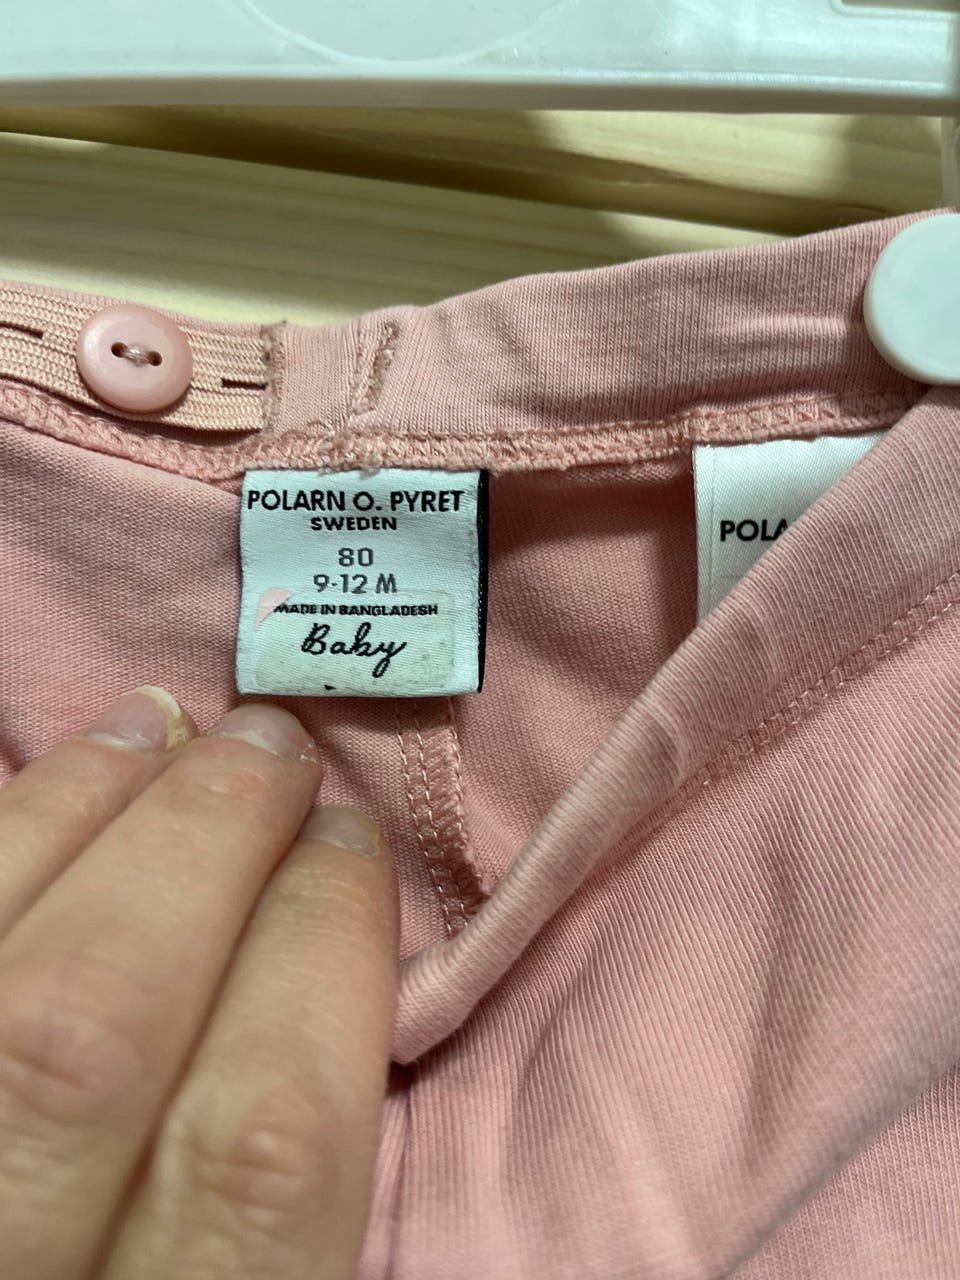 POLARN O. PYRET
SWEDEN
80
9-12 M
MADE IN BANGLADESH
Baby
POLA